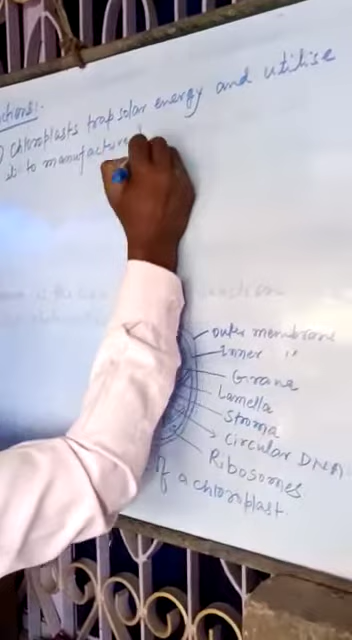 ctions:-
) Chloroplasts trap solar energy and utilise
it to manufacture
outer membrane
Inner "
Grana
Lamella
Stroma
Circular DNA
Ribosomes
of a chloroplast.